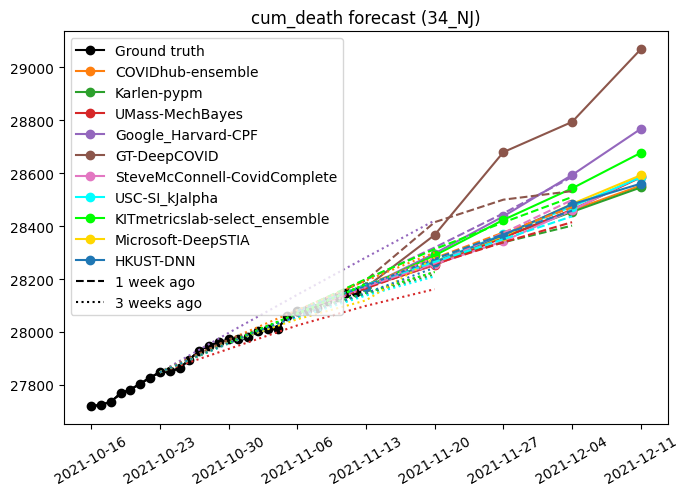 cum_death forecast (34_NJ)
Ground truth
COVIDhub-ensemble
Karlen-pypm
UMass-MechBayes
Google_Harvard-CPF
GT-DeepCOVID
SteveMcConnell-CovidComplete
USC-SI_kJalpha
KITmetricslab-select_ensemble
Microsoft-DeepSTIA
HKUST-DNN
1 week ago
3 weeks ago
29000
28800
28600
28400
28200
28000
27800
2021-10-16
2021-10-23
2021-10-30
2021-11-06
2021-11-13
2021-11-20
2021-11-27
2021-12-04
2021-12-11